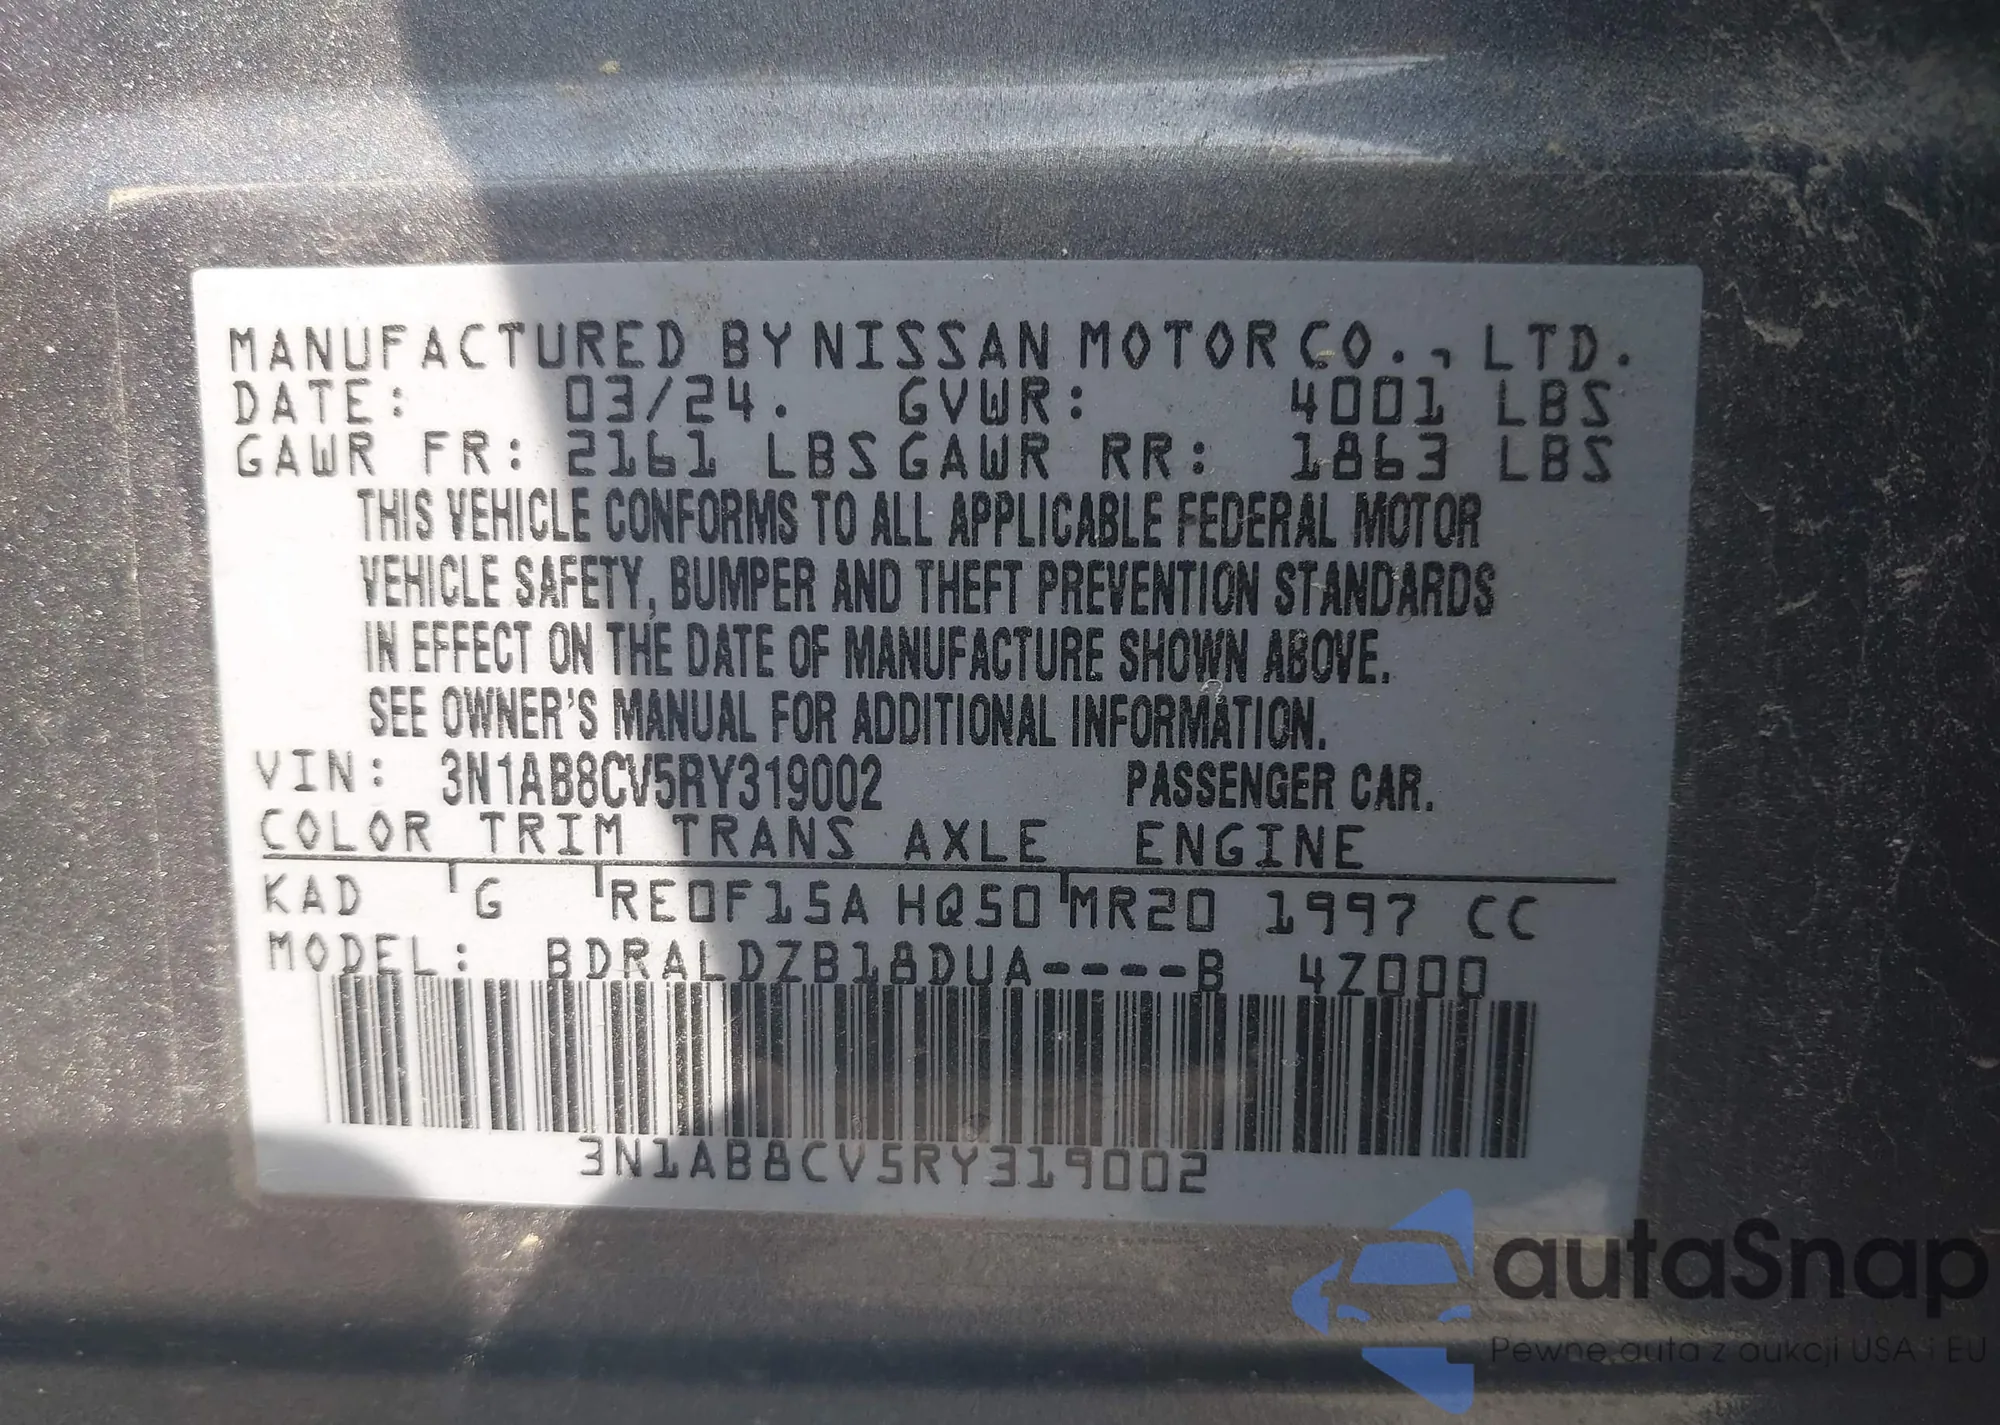 MANUFACTURED BY NISSAN MOTOR CO., LTD.
DATE: 03/24. GVWR: 4001 LBS
GAWR FR: 2161 LBS GAWR RR: 1863 LBS
THIS VEHICLE CONFORMS TO ALL APPLICABLE FEDERAL MOTOR
VEHICLE SAFETY, BUMPER AND THEFT PREVENTION STANDARDS
IN EFFECT ON THE DATE OF MANUFACTURE SHOWN ABOVE.
SEE OWNER'S MANUAL FOR ADDITIONAL INFORMATION.
VIN: 3N1AB8CV5RY319002 PASSENGER CAR.
COLOR TRIM TRANS AXLE ENGINE
KAD G RE0F15A HQ50 MR20 1997 CC
MODEL: BDRALDZB18DUA----B 4Z000
3N1AB8CV5RY319002
autaSnap
Pewne auta z aukcji USA i EU